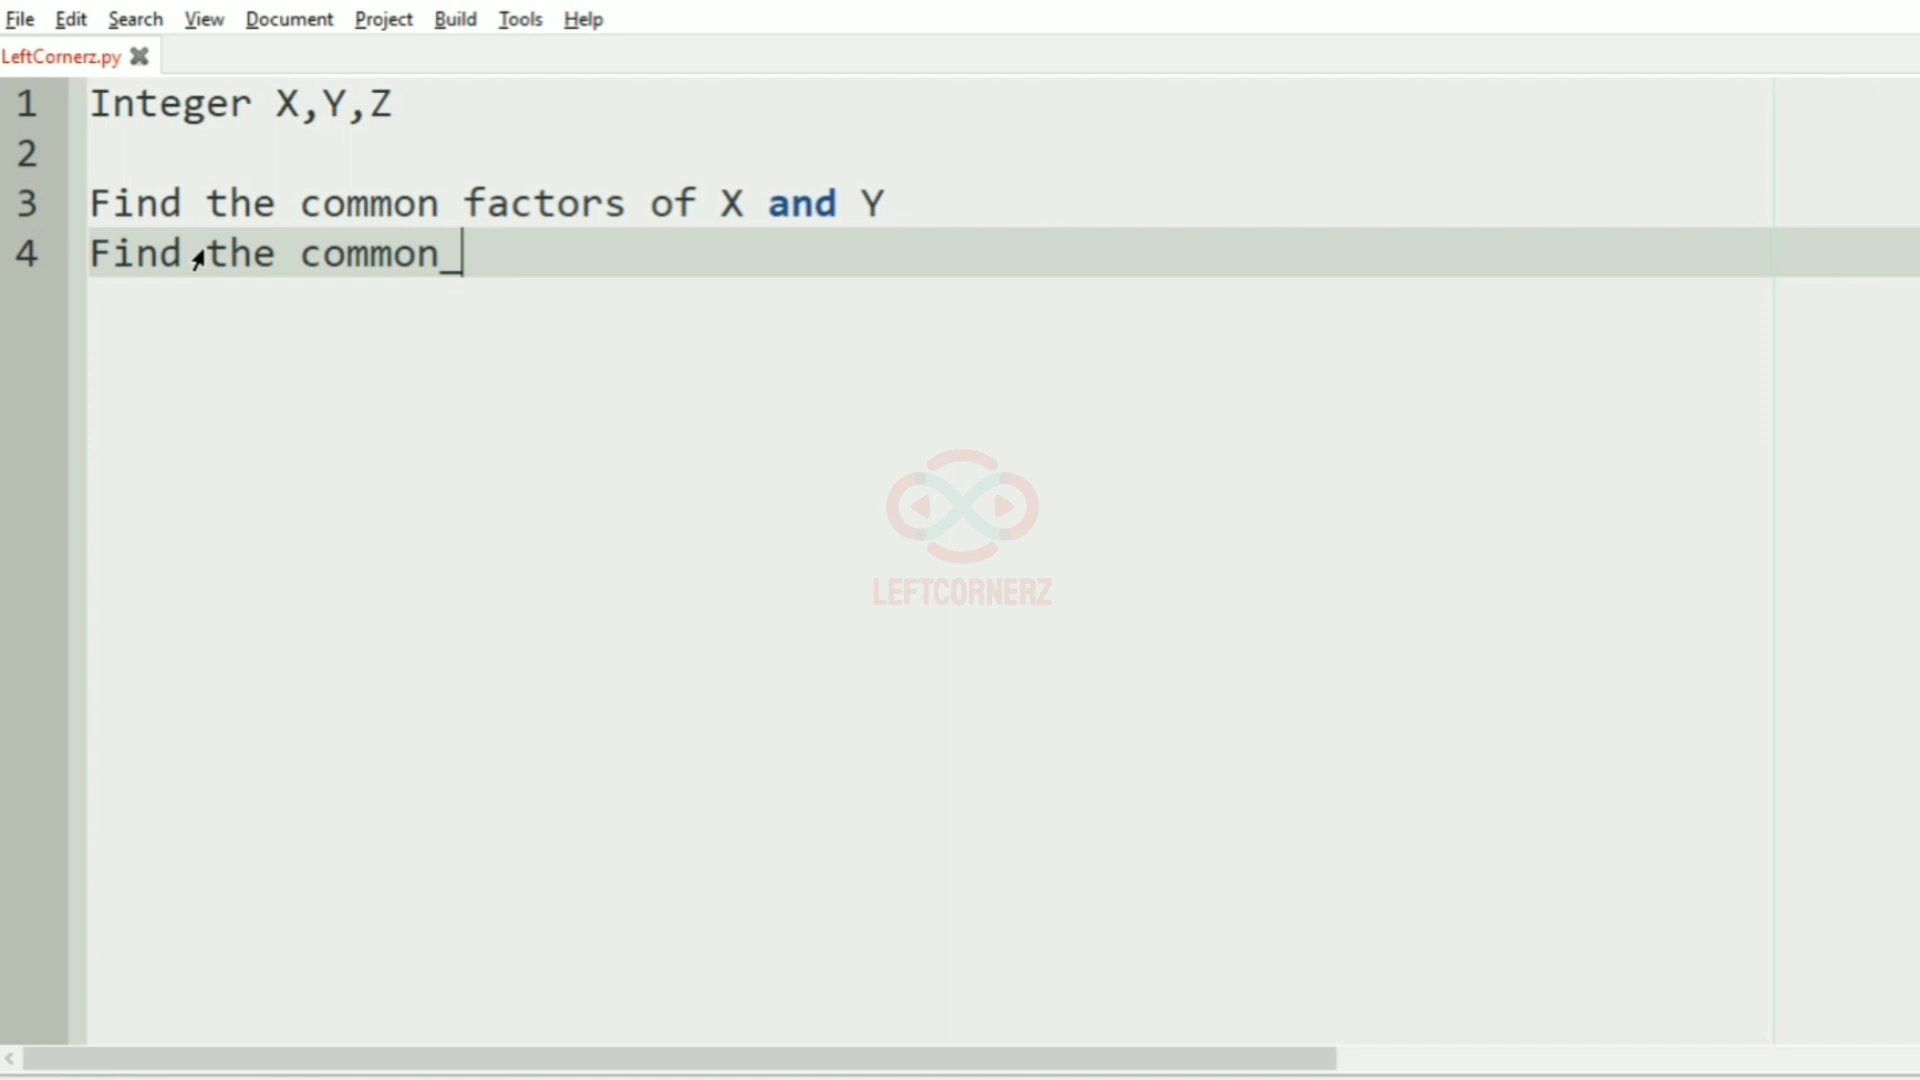 File Edit Search View Document Project Build Tools Help
LeftCornerz.py
1 Integer X,Y,Z
2
3 Find the common factors of X and Y
4 Find the common_
LEFTCORNERZ